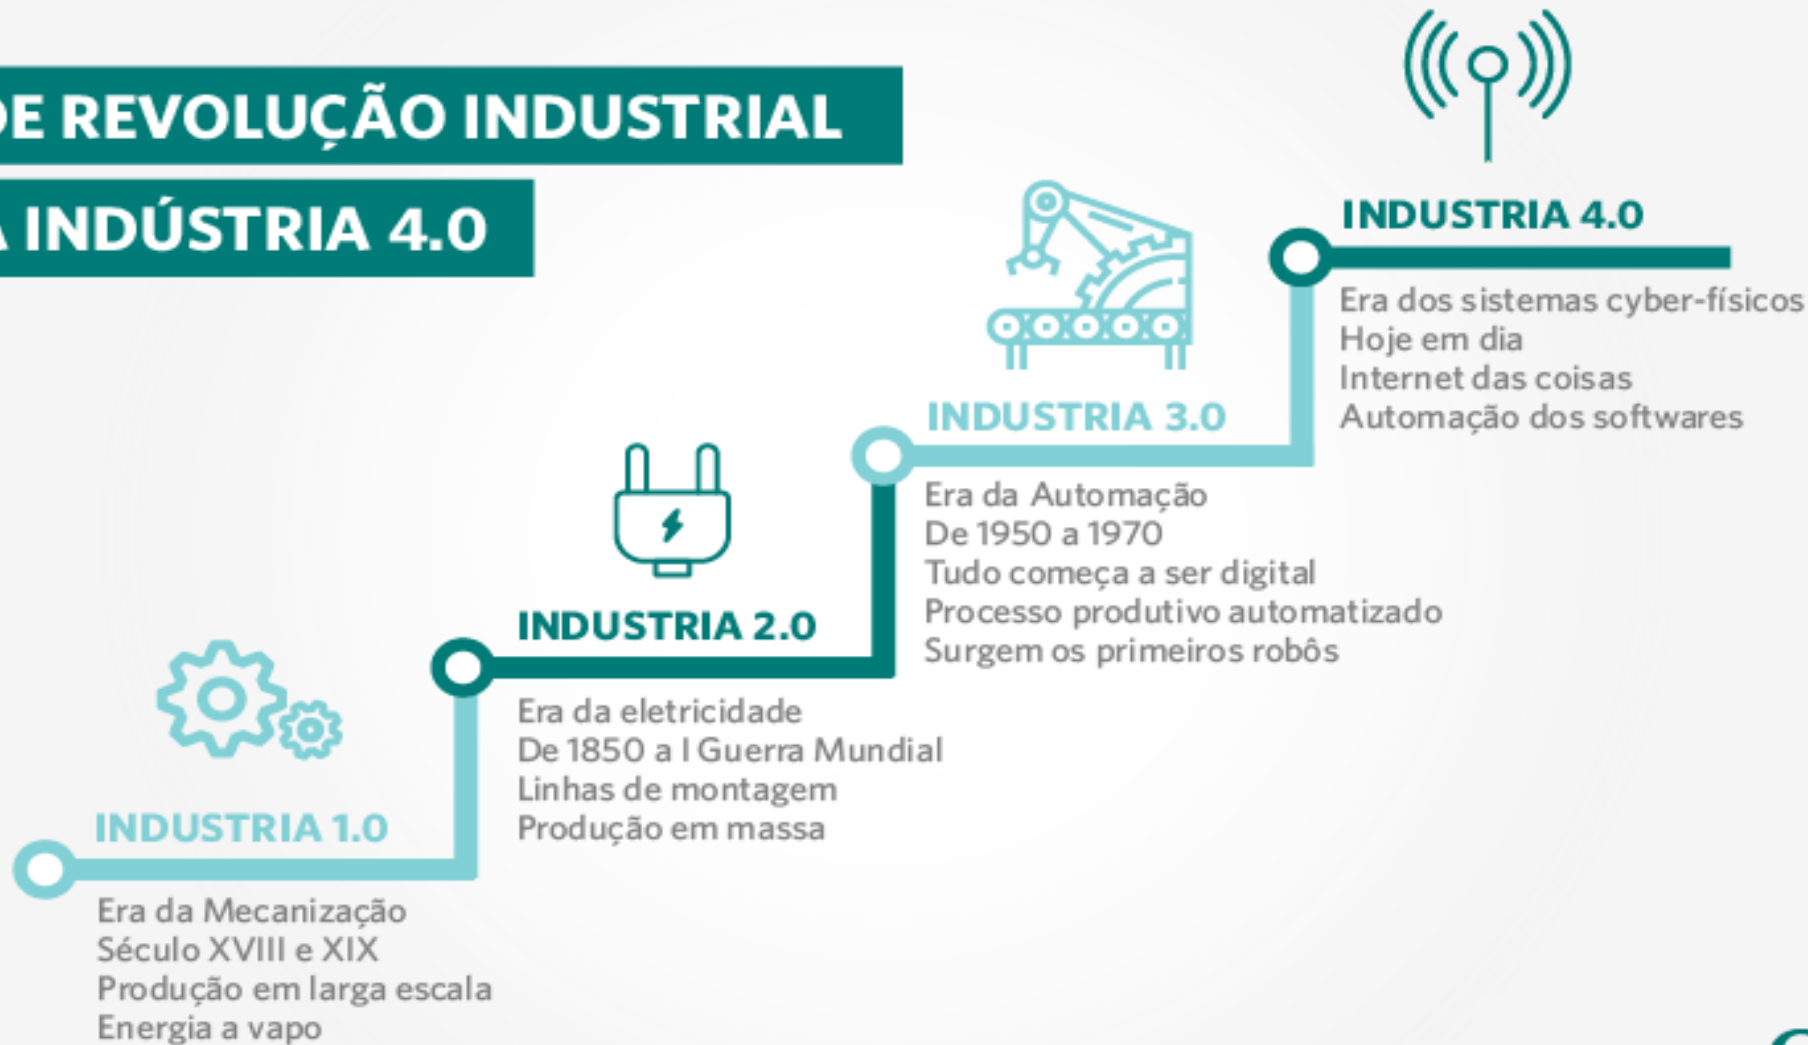 DE REVOLUÇÃO INDUSTRIAL
A INDÚSTRIA 4.0
INDUSTRIA 4.0
Era dos sistemas cyber-físicos
Hoje em dia
Internet das coisas
Automação dos softwares
INDUSTRIA 3.0
Era da Automação
De 1950 a 1970
Tudo começa a ser digital
Processo produtivo automatizado
Surgem os primeiros robôs
INDUSTRIA 2.0
Era da eletricidade
De 1850 a I Guerra Mundial
Linhas de montagem
Produção em massa
INDUSTRIA 1.0
Era da Mecanização
Século XVIII e XIX
Produção em larga escala
Energia a vapo